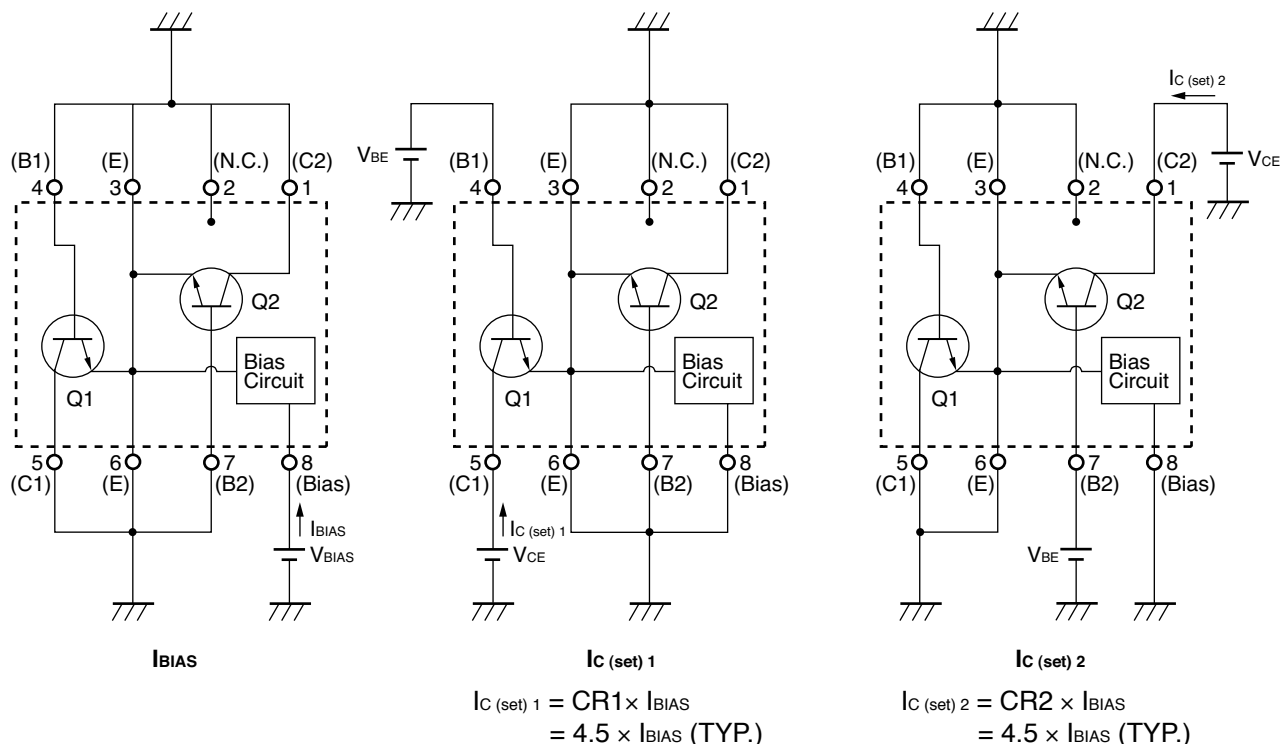 IC (set) 2
VBE
VCE
(B1) (E) (N.C.) (C2)
4 3 2 1
(B1) (E) (N.C.) (C2)
4 3 2 1
(B1) (E) (N.C.) (C2)
4 3 2 1
Q2
Q2
Q2
Bias
Circuit
Bias
Circuit
Bias
Circuit
Q1
Q1
Q1
5 6 7 8
(C1) (E) (B2) (Bias)
5 6 7 8
(C1) (E) (B2) (Bias)
5 6 7 8
(C1) (E) (B2) (Bias)
IBIAS
VBIAS
IC (set) 1
VCE
VBE
IBIAS
IC (set) 1
IC (set) 2
IC (set) 1 = CR1 × IBIAS
= 4.5 × IBIAS (TYP.)
IC (set) 2 = CR2 × IBIAS
= 4.5 × IBIAS (TYP.)